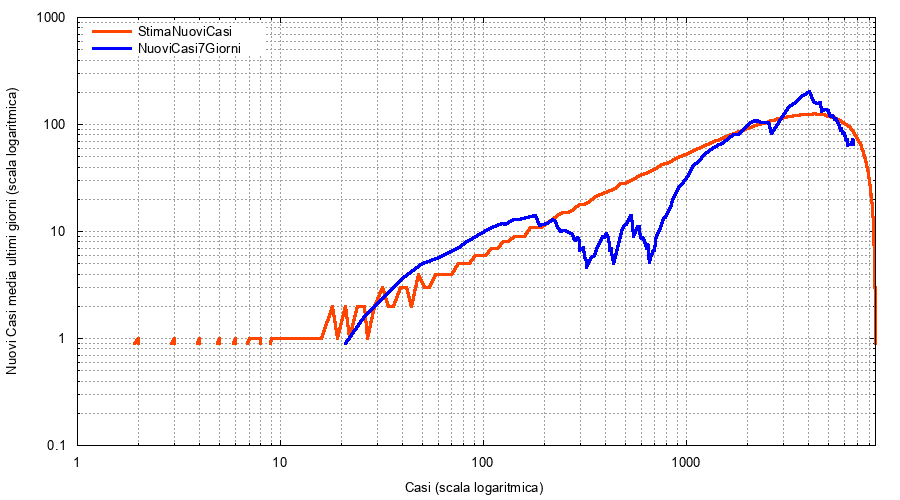 1000
StimaNuoviCasi
NuoviCasi7Giorni
100
10
1
0.1
Nuovi Casi media ultimi giorni (scala logaritmica)
1 10 100 1000
Casi (scala logaritmica)